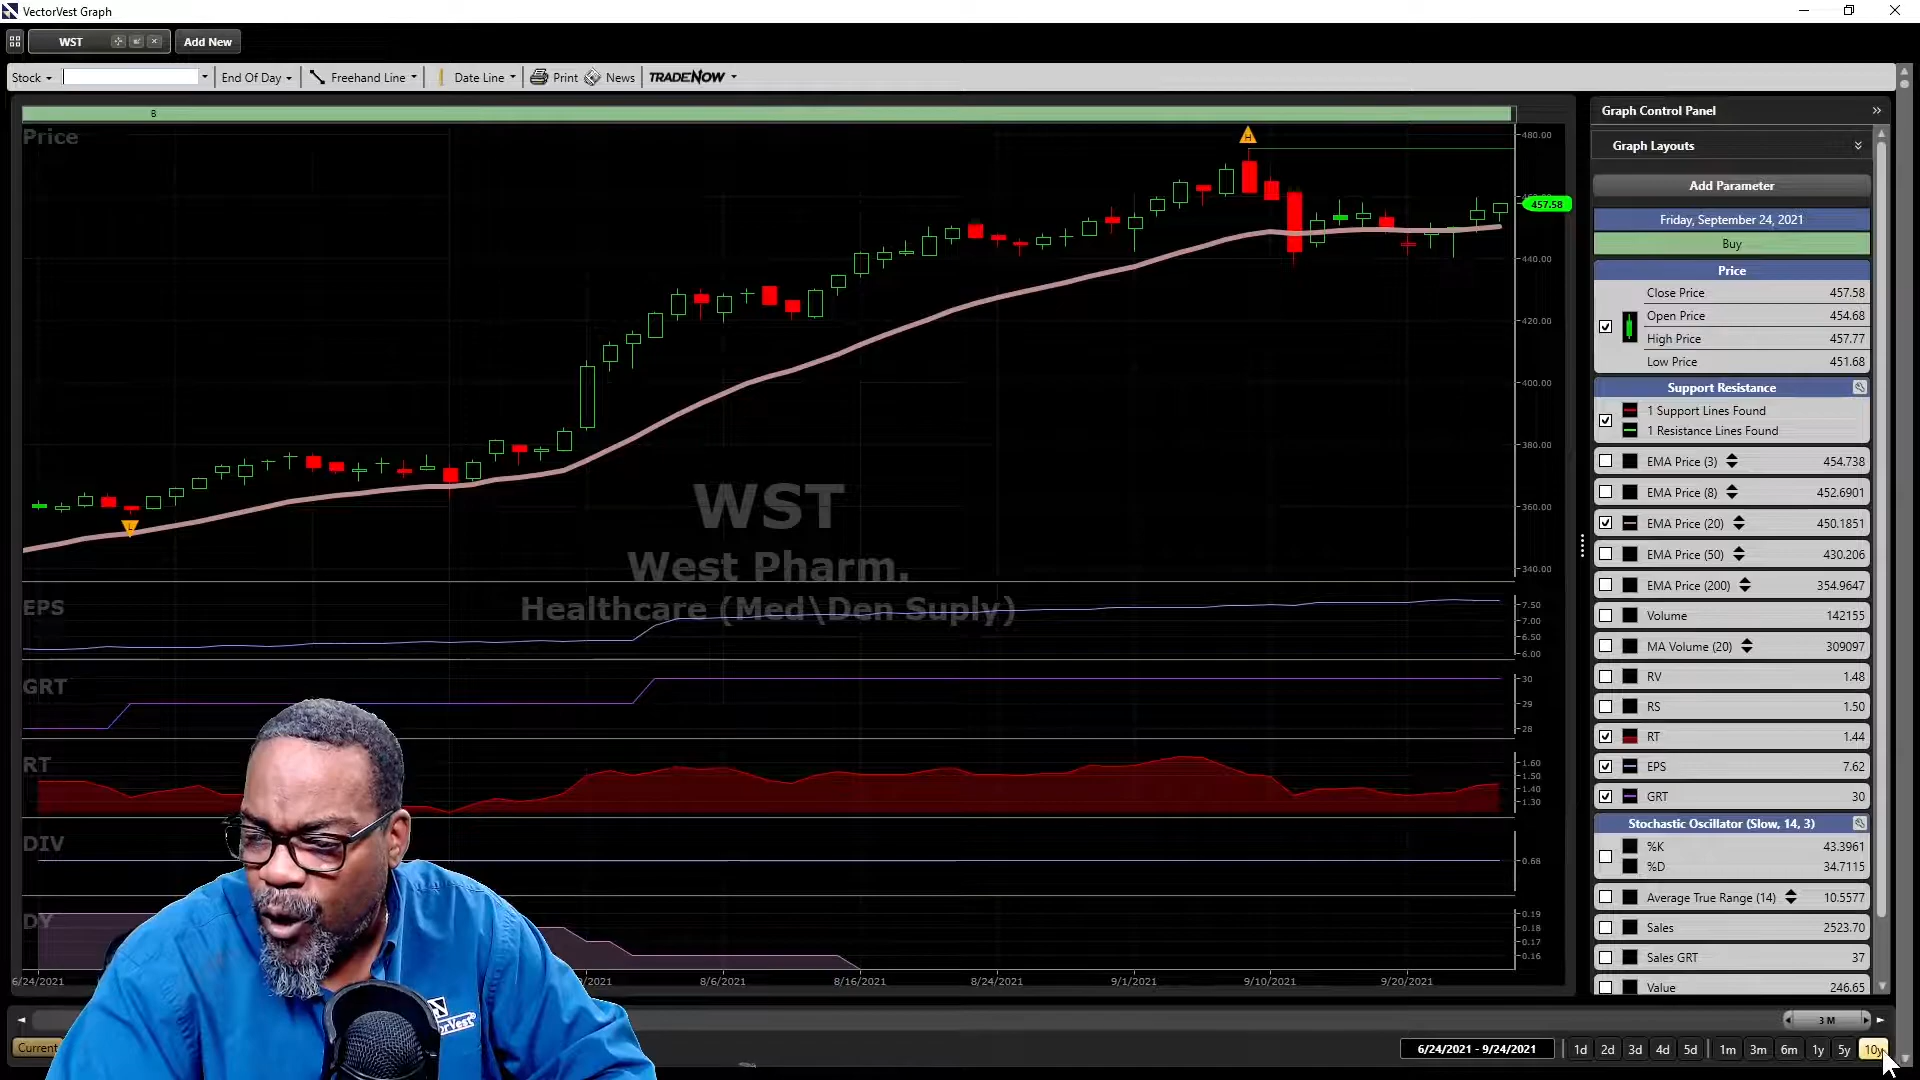 VectorVest Graph
WST
Add New
Stock
End Of Day
Freehand Line
Date Line
Print
News
TRADENOW
B
Price
H
480.00
457.58
440.00
420.00
400.00
380.00
360.00
340.00
L
WST
West Pharm.
Healthcare (Med\Den Suply)
EPS
7.50
7.00
6.50
6.00
GRT
30
29
28
RT
1.60
1.50
1.40
1.30
DIV
0.68
DY
0.19
0.18
0.17
0.16
6/24/2021
8/6/2021
8/16/2021
8/24/2021
9/1/2021
9/10/2021
9/20/2021
Current
Graph Control Panel
Graph Layouts
Add Parameter
Friday, September 24, 2021
Buy
Price
Close Price 457.58
Open Price 454.68
High Price 457.77
Low Price 451.68
Support Resistance
1 Support Lines Found
1 Resistance Lines Found
EMA Price (3) 454.738
EMA Price (8) 452.6901
EMA Price (20) 450.1851
EMA Price (50) 430.206
EMA Price (200) 354.9647
Volume 142155
MA Volume (20) 309097
RV 1.48
RS 1.50
RT 1.44
EPS 7.62
GRT 30
Stochastic Oscillator (Slow, 14, 3)
%K 43.3961
%D 34.7115
Average True Range (14) 10.5577
Sales 2523.70
Sales GRT 37
Value 246.65
3 M
6/24/2021 - 9/24/2021
1d 2d 3d 4d 5d 1m 3m 6m 1y 5y 10y